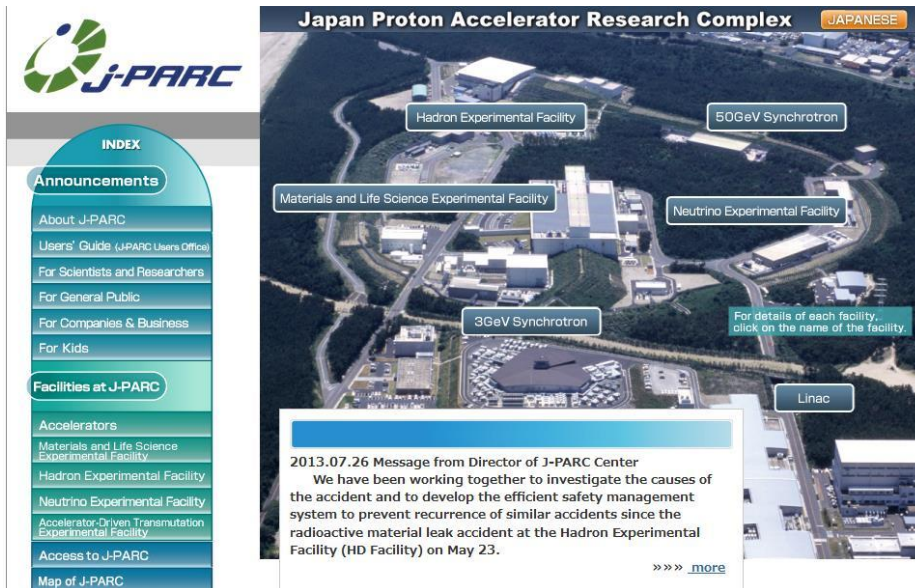 J-PARC
Japan Proton Accelerator Research Complex
JAPANESE
INDEX
Announcements
About J-PARC
Users' Guide (J-PARC Users Office)
For Scientists and Researchers
For General Public
For Companies & Business
For Kids
Facilities at J-PARC
Accelerators
Materials and Life Science
Experimental Facility
Hadron Experimental Facility
Neutrino Experimental Facility
Accelerator-Driven Transmutation
Experimental Facility
Access to J-PARC
Map of J-PARC
Hadron Experimental Facility
50GeV Synchrotron
Materials and Life Science Experimental Facility
Neutrino Experimental Facility
3GeV Synchrotron
For details of each facility,
click on the name of the facility.
Linac
2013.07.26 Message from Director of J-PARC Center
We have been working together to investigate the causes of
the accident and to develop the efficient safety management
system to prevent recurrence of similar accidents since the
radioactive material leak accident at the Hadron Experimental
Facility (HD Facility) on May 23.
»»» more